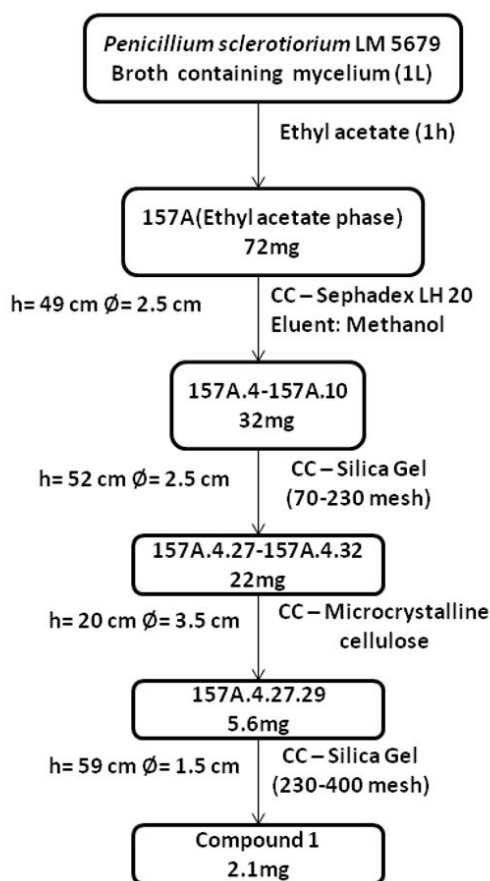 Penicillium sclerotiorium LM 5679
Broth containing mycelium (1L)
Ethyl acetate (1h)
157A(Ethyl acetate phase)
72mg
h= 49 cm Ø= 2.5 cm
CC – Sephadex LH 20
Eluent: Methanol
157A.4-157A.10
32mg
h= 52 cm Ø= 2.5 cm
CC – Silica Gel
(70-230 mesh)
157A.4.27-157A.4.32
22mg
h= 20 cm Ø= 3.5 cm
CC – Microcrystalline
cellulose
157A.4.27.29
5.6mg
h= 59 cm Ø= 1.5 cm
CC – Silica Gel
(230-400 mesh)
Compound 1
2.1mg